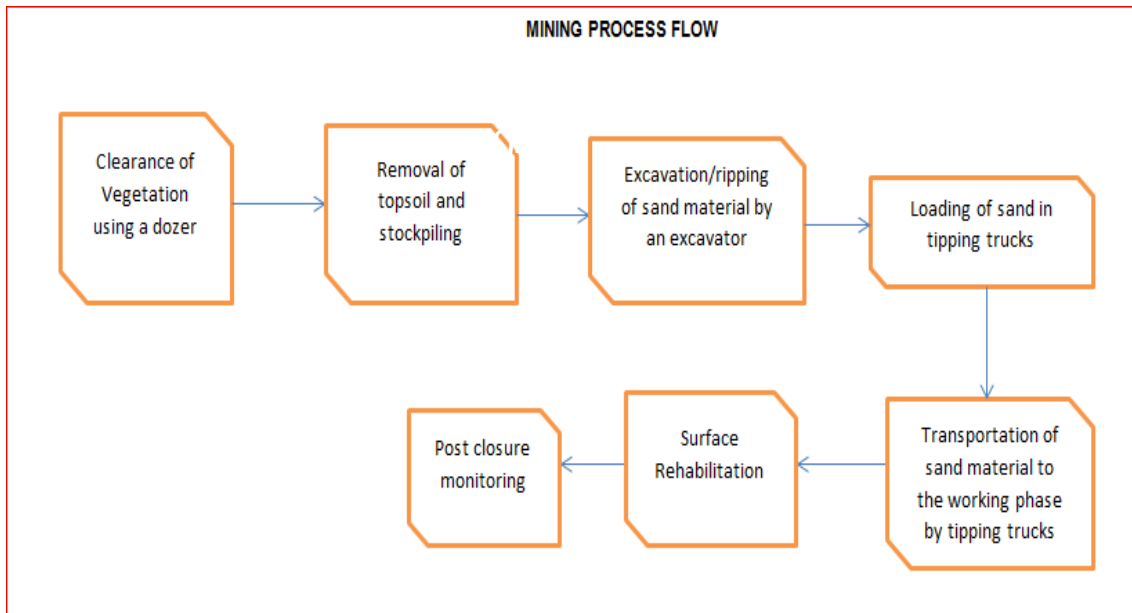 MINING PROCESS FLOW
Clearance of
Vegetation
using a dozer
Removal of
topsoil and
stockpiling
Excavation/ripping
of sand material by
an excavator
Loading of sand in
tipping trucks
Transportation of
sand material to
the working phase
by tipping trucks
Surface
Rehabilitation
Post closure
monitoring